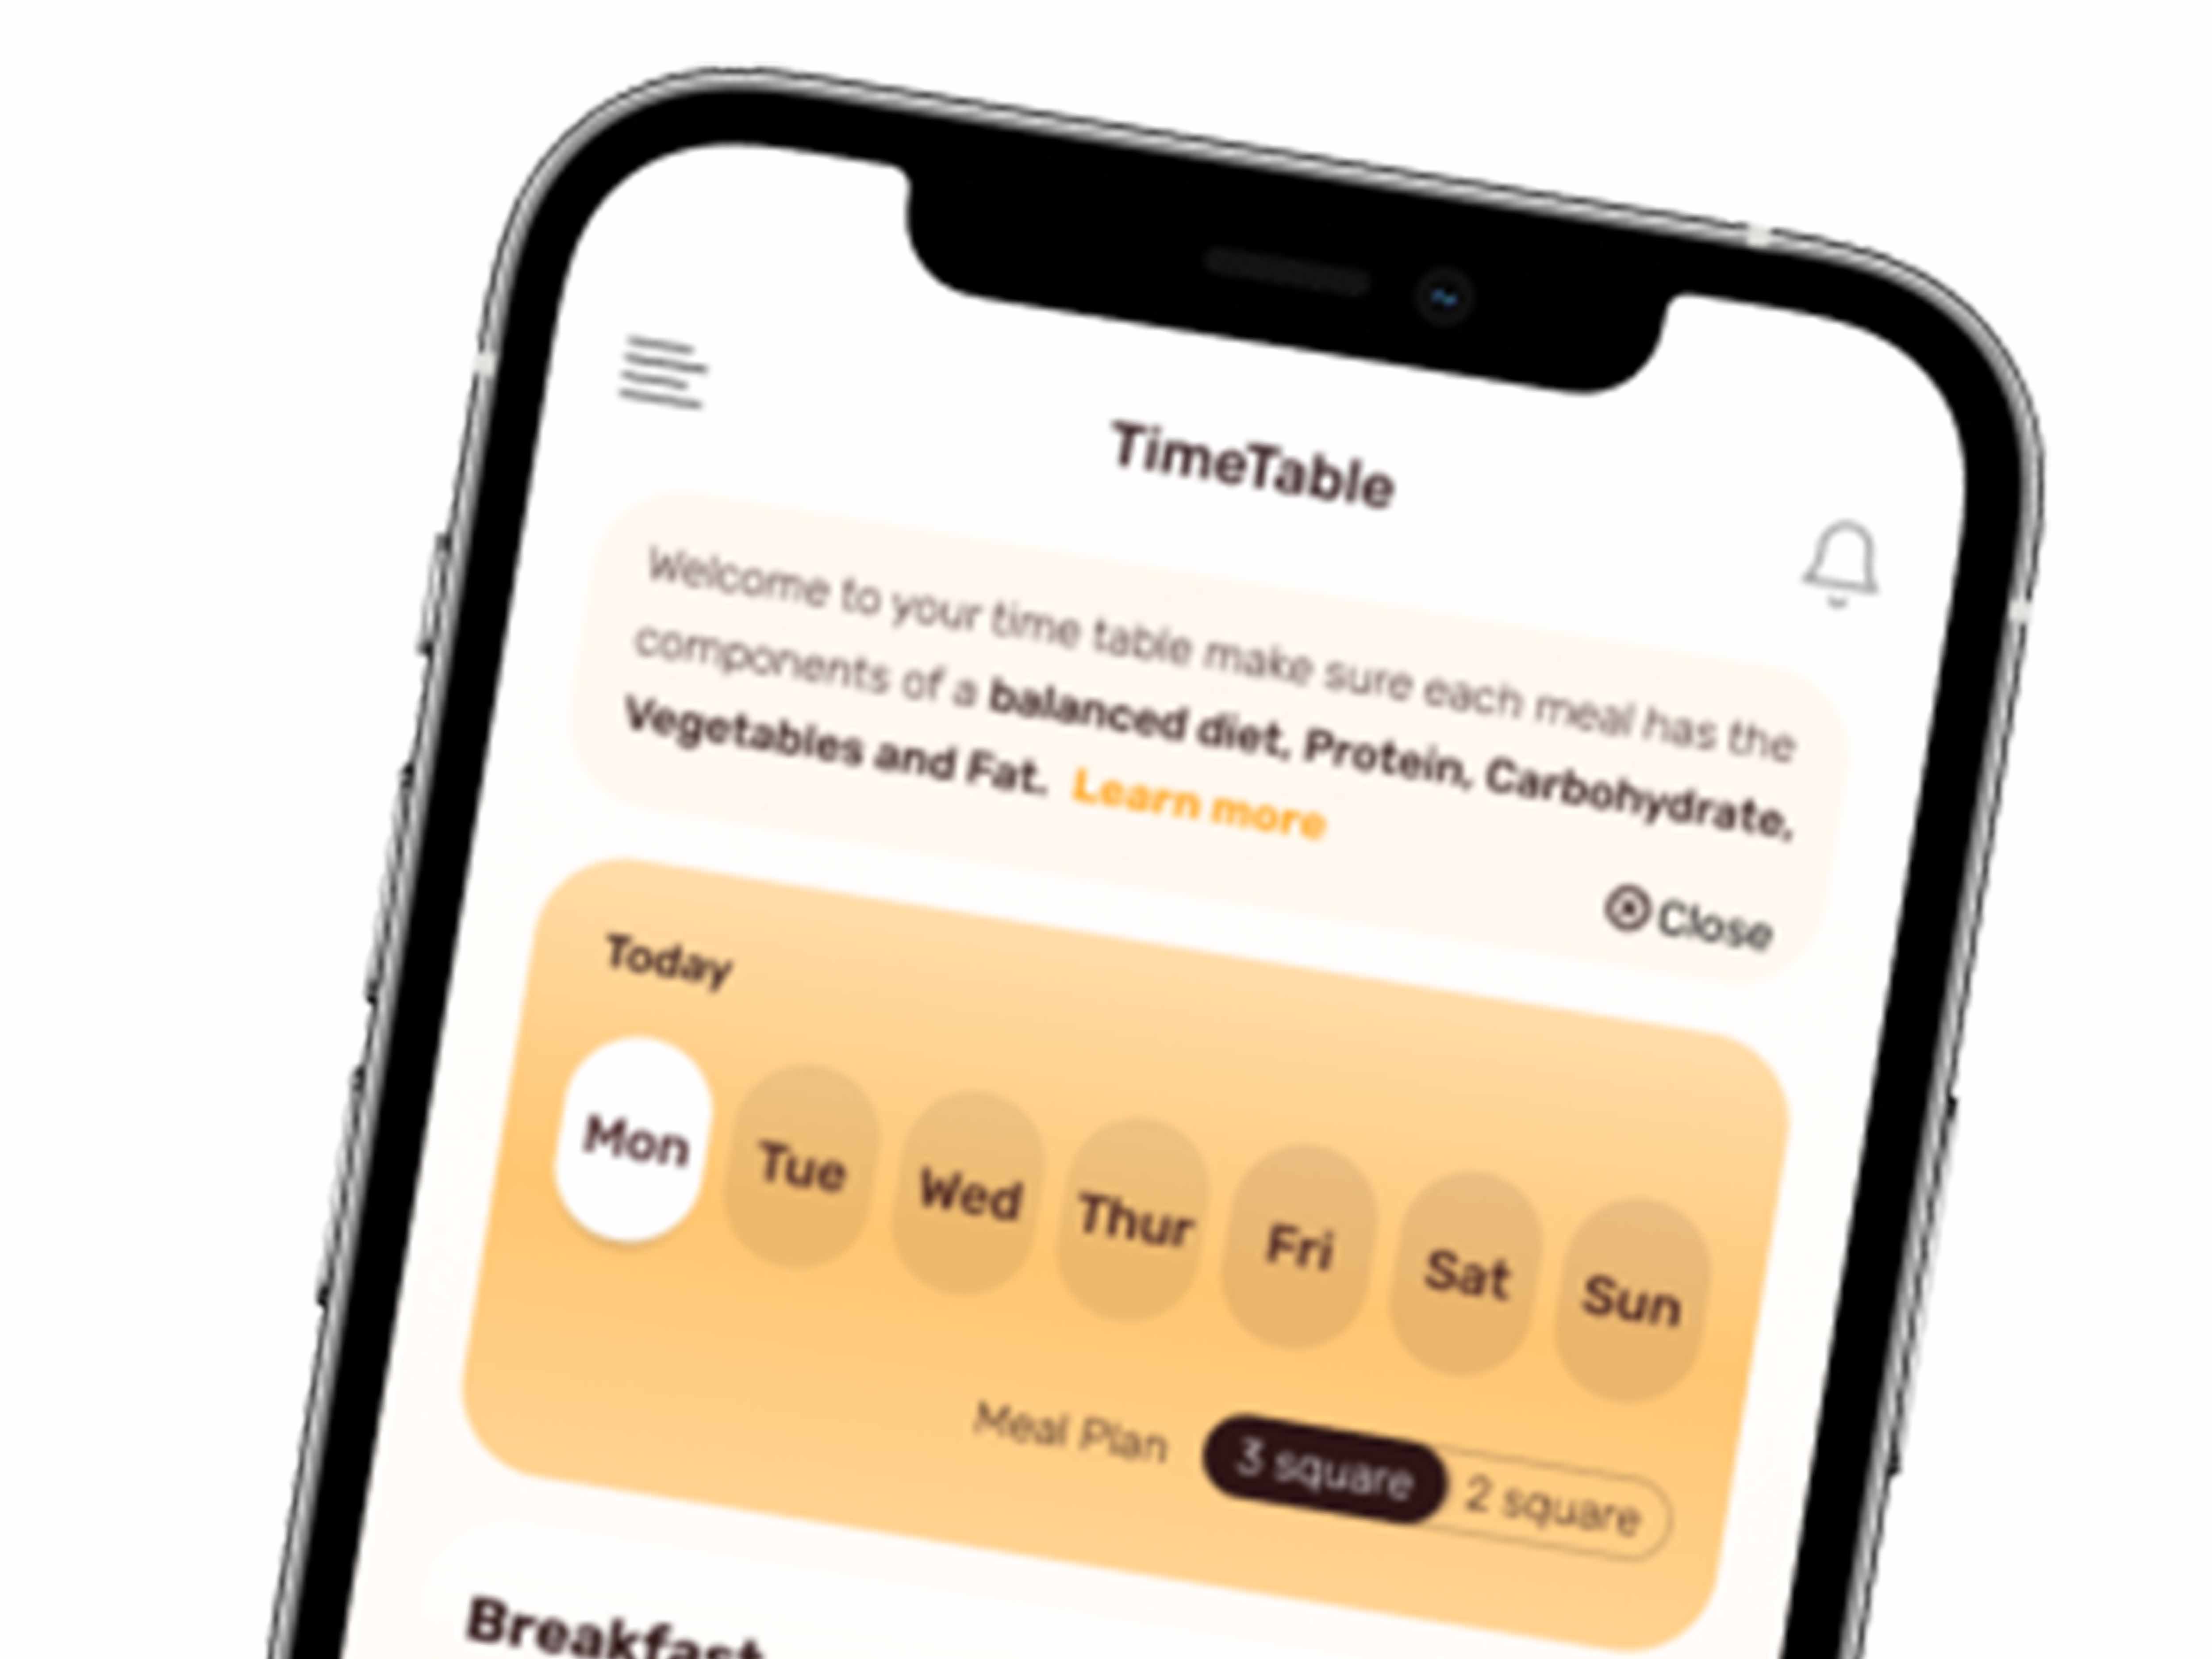 TimeTable
Welcome to your time table make sure each meal has the
components of a balanced diet, Protein, Carbohydrate,
Vegetables and Fat. Learn more
Close
Today
Mon Tue Wed Thur Fri Sat Sun
Meal Plan 3 square 2 square
Breakfast